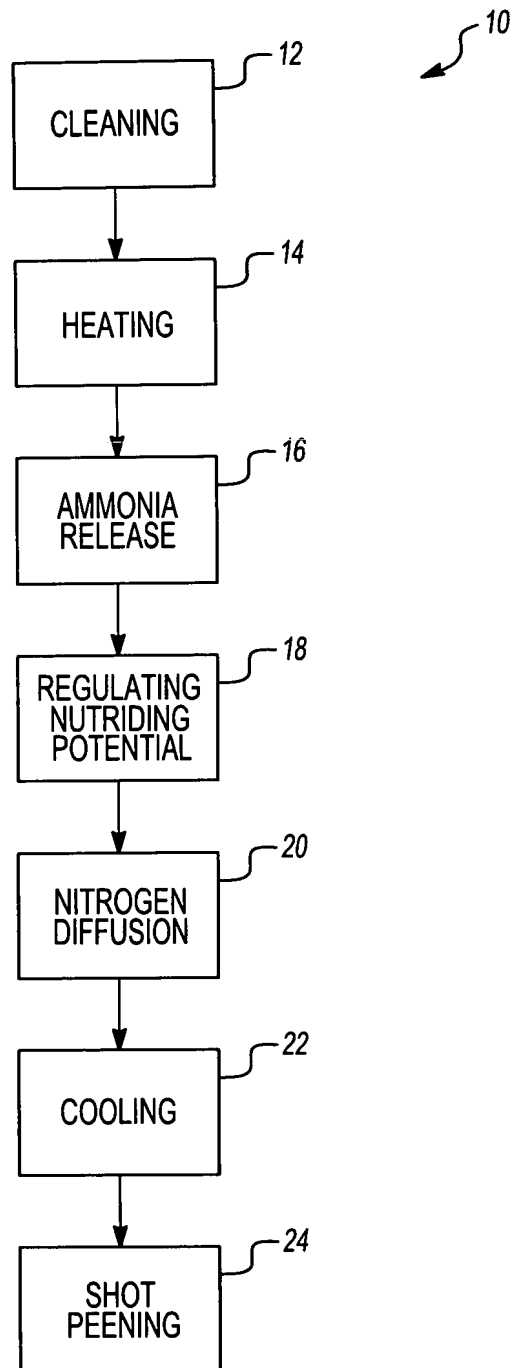 10
12
CLEANING
14
HEATING
16
AMMONIA
RELEASE
18
REGULATING
NUTRIDING
POTENTIAL
20
NITROGEN
DIFFUSION
22
COOLING
24
SHOT
PEENING